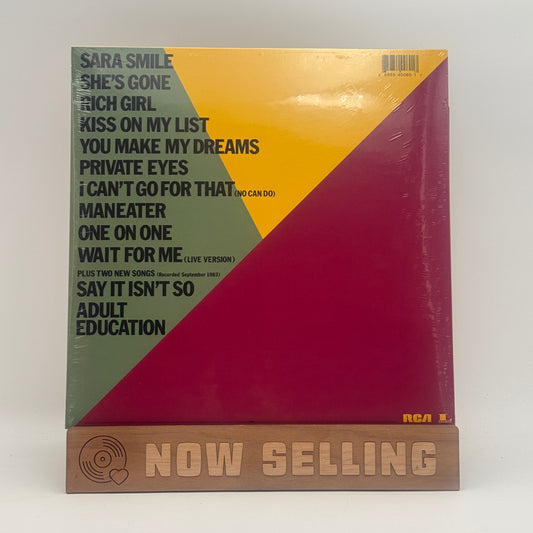 SARA SMILE
SHE'S GONE
RICH GIRL
KISS ON MY LIST
YOU MAKE MY DREAMS
PRIVATE EYES
i CAN'T GO FOR THAT (NO CAN DO)
MANEATER
ONE ON ONE
WAIT FOR ME (LIVE VERSION)
PLUS TWO NEW SONGS (Recorded September 1983)
SAY IT ISN'T SO
ADULT
EDUCATION
RCA
NOW SELLING